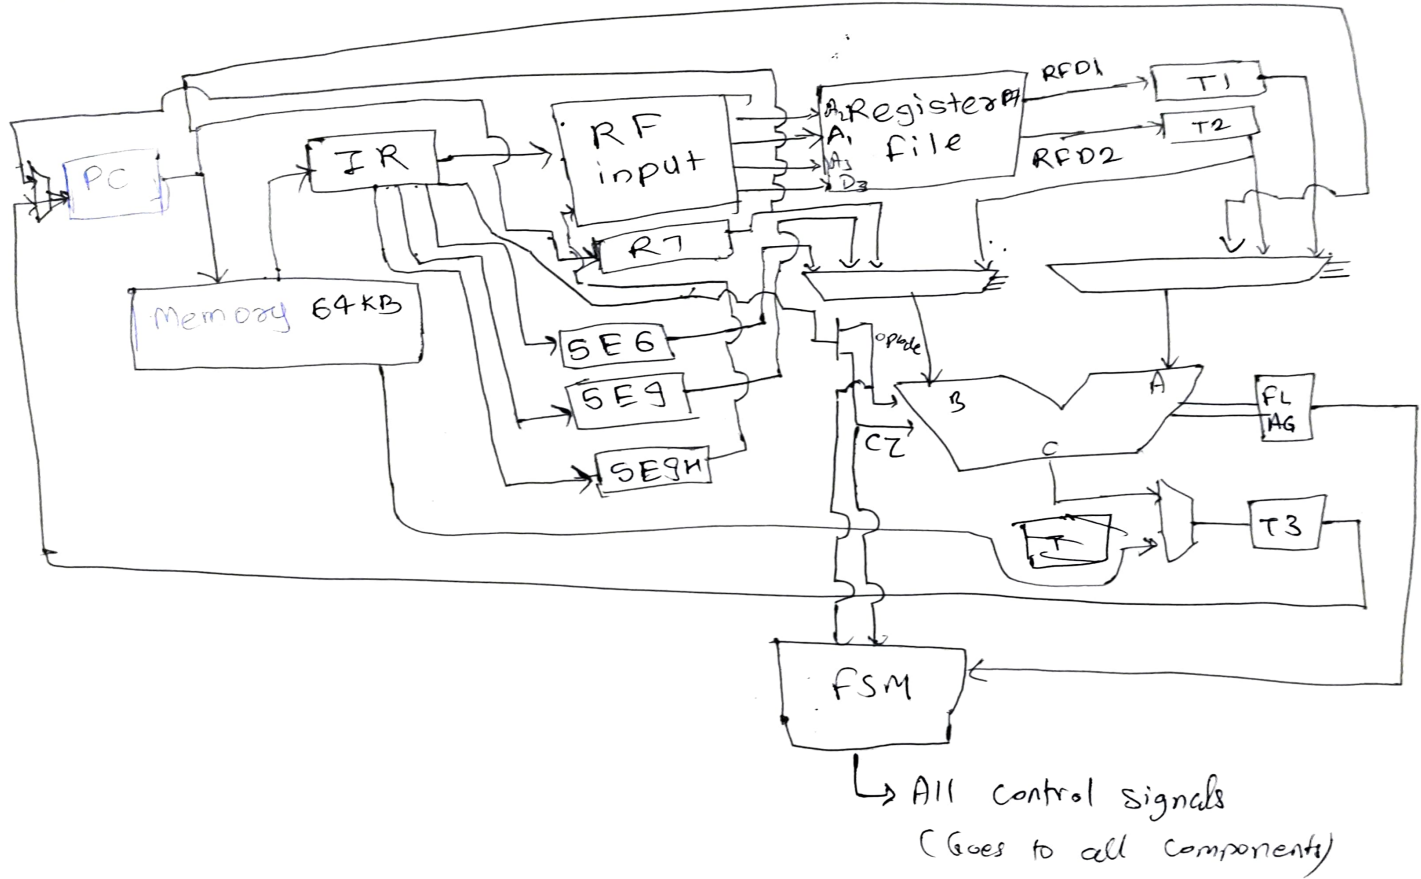 RFD1
T1
A2 Register
RF
input
A1
file
A3
D3
T2
RFD2
IR
PC
R7
Memory 64KB
SE6
opcode
SE9
B
A
FL
AG
CZ
C
SE9H
T
T3
FSM
All control signals
(Goes to all components)